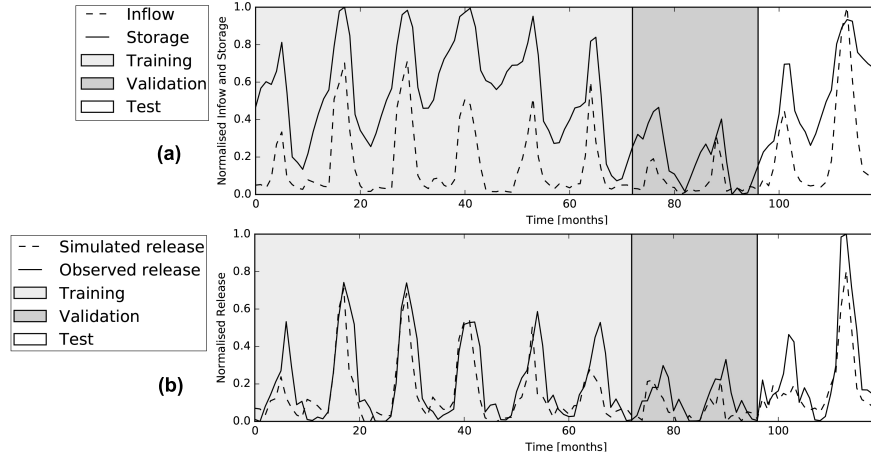 Inflow
Storage
Training
Validation
Test
(a)
Normalised Inflow and Storage
1.0
0.8
0.6
0.4
0.2
0.0
0 20 40 60 80 100
Time [months]
Simulated release
Observed release
Training
Validation
Test
(b)
Normalised Release
1.0
0.8
0.6
0.4
0.2
0.0
0 20 40 60 80 100
Time [months]